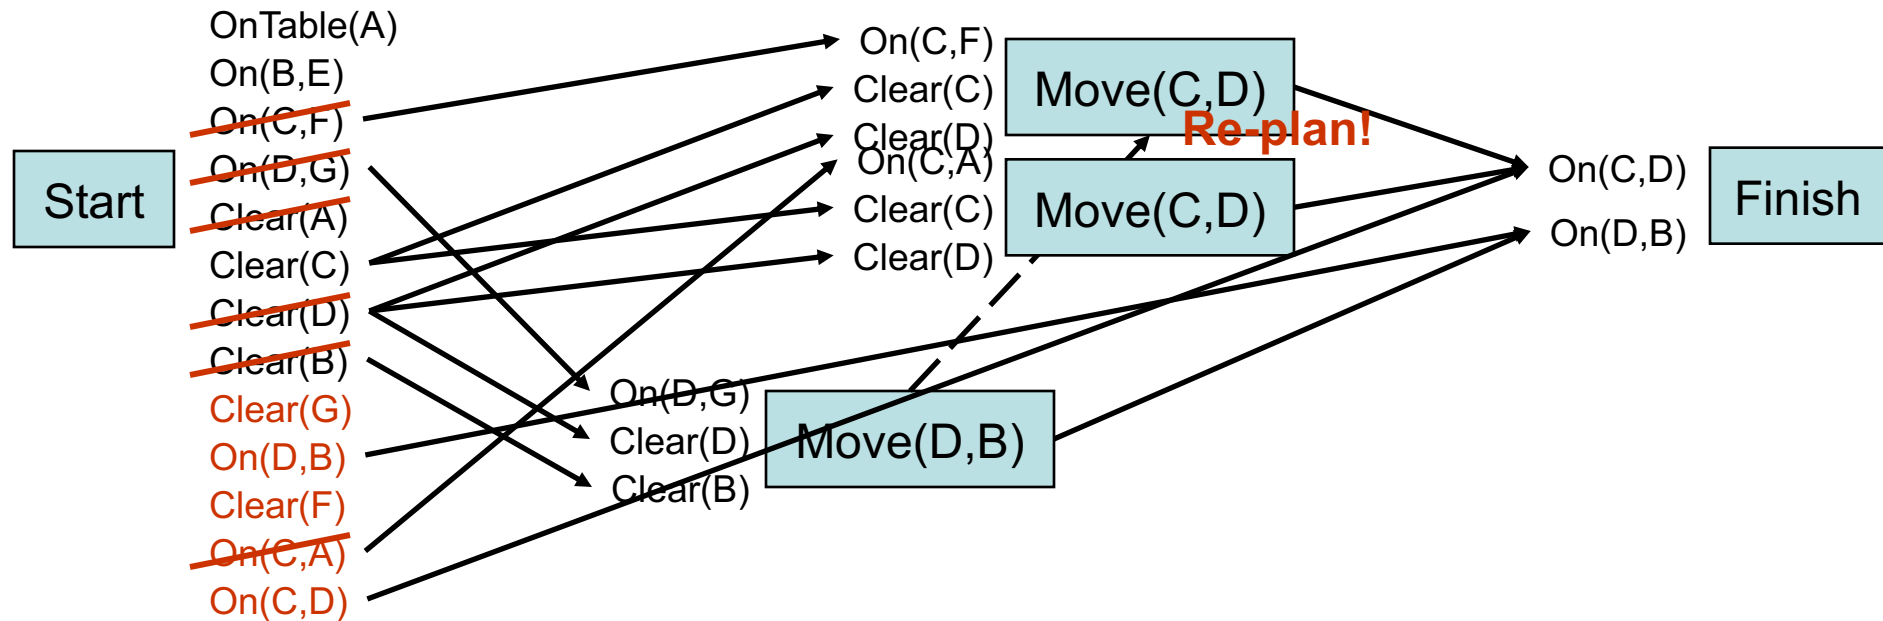 Start
OnTable(A)
On(B,E)
On(C,F)
On(D,G)
Clear(A)
Clear(C)
Clear(D)
Clear(B)
Clear(G)
On(D,B)
Clear(F)
On(C,A)
On(C,D)
On(C,F)
Clear(C)
Clear(D)
Move(C,D)
Re-plan!
On(C,A)
Clear(C)
Clear(D)
Move(C,D)
On(D,G)
Clear(D)
Clear(B)
Move(D,B)
On(C,D)
On(D,B)
Finish